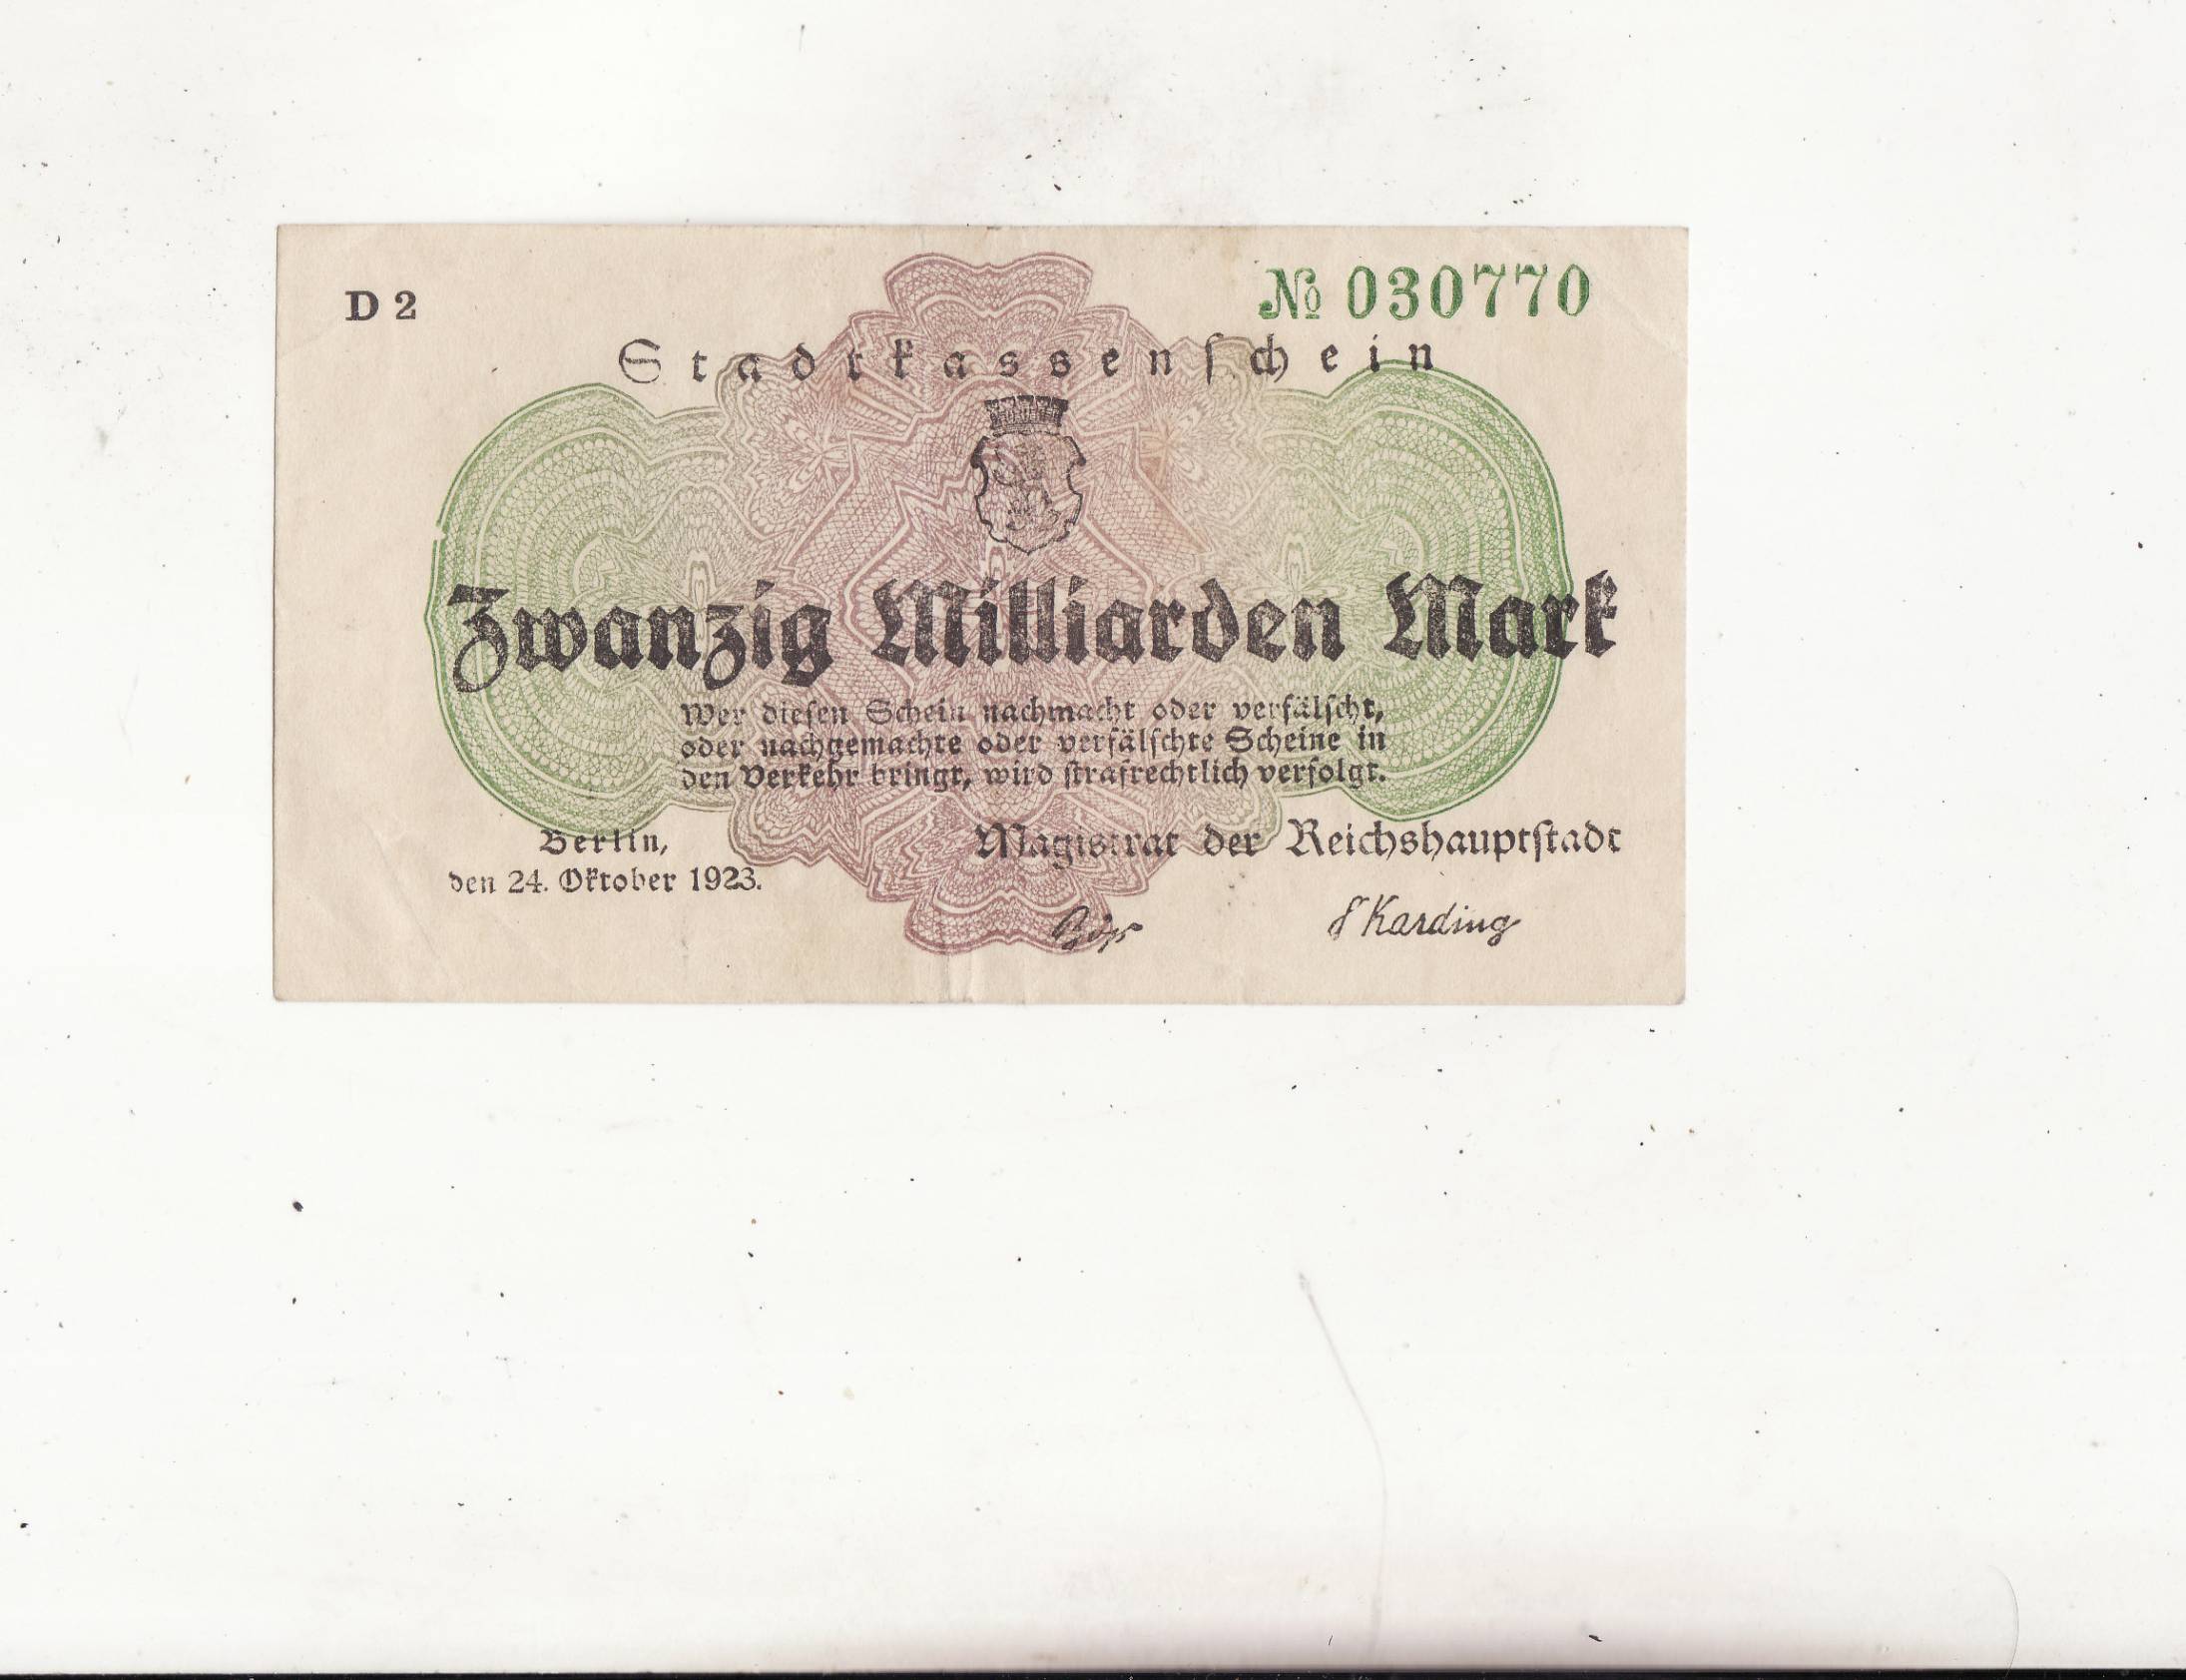 D 2
№ 030770
Stadtkassenſchein
Zwanzig Milliarden Mark
Wer dieſen Schein nachmacht oder verfälſcht,
oder nachgemachte oder verfälſchte Scheine in
den Verkehr bringt, wird ſtrafrechtlich verfolgt.
Berlin,
den 24. Oktober 1923.
Magistrat der Reichshauptſtadt
Karding